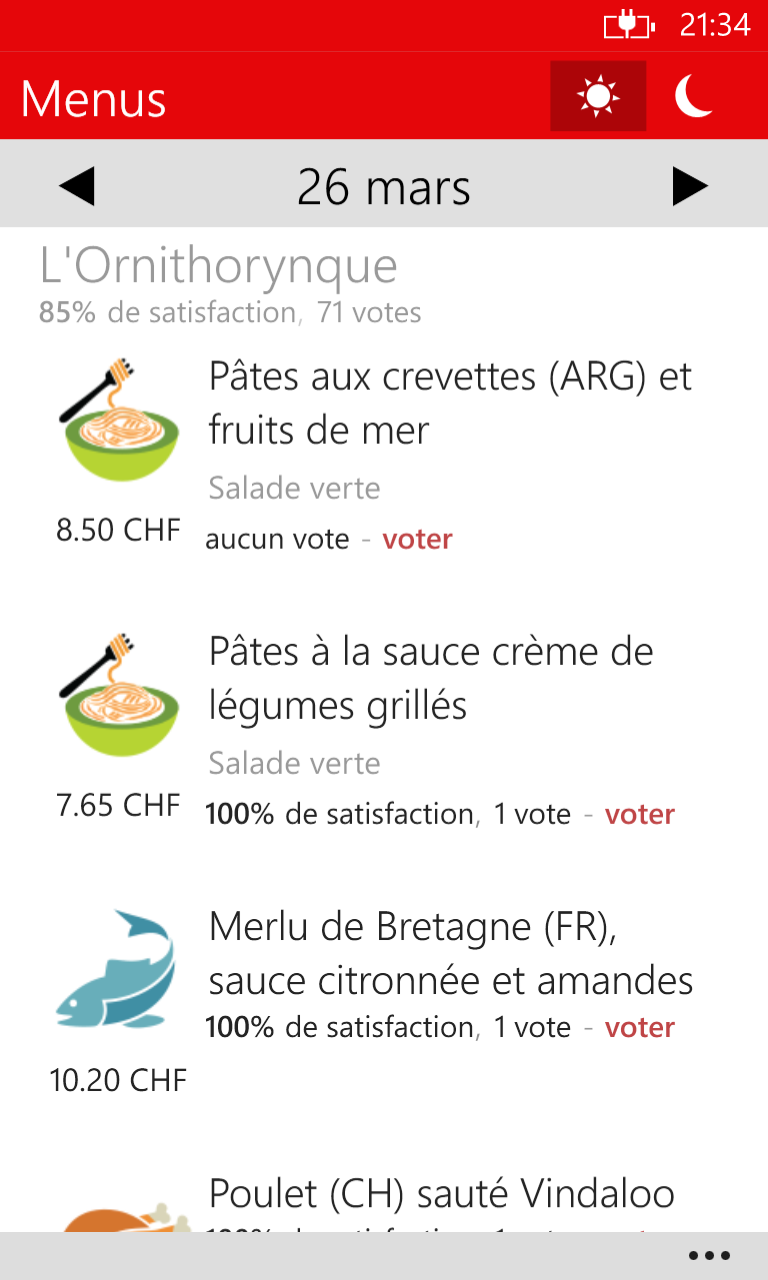 21:34
Menus
26 mars
L'Ornithorynque
85% de satisfaction, 71 votes
Pâtes aux crevettes (ARG) et
fruits de mer
Salade verte
8.50 CHF
aucun vote - voter
Pâtes à la sauce crème de
légumes grillés
Salade verte
7.65 CHF
100% de satisfaction, 1 vote - voter
Merlu de Bretagne (FR),
sauce citronnée et amandes
100% de satisfaction, 1 vote - voter
10.20 CHF
Poulet (CH) sauté Vindaloo